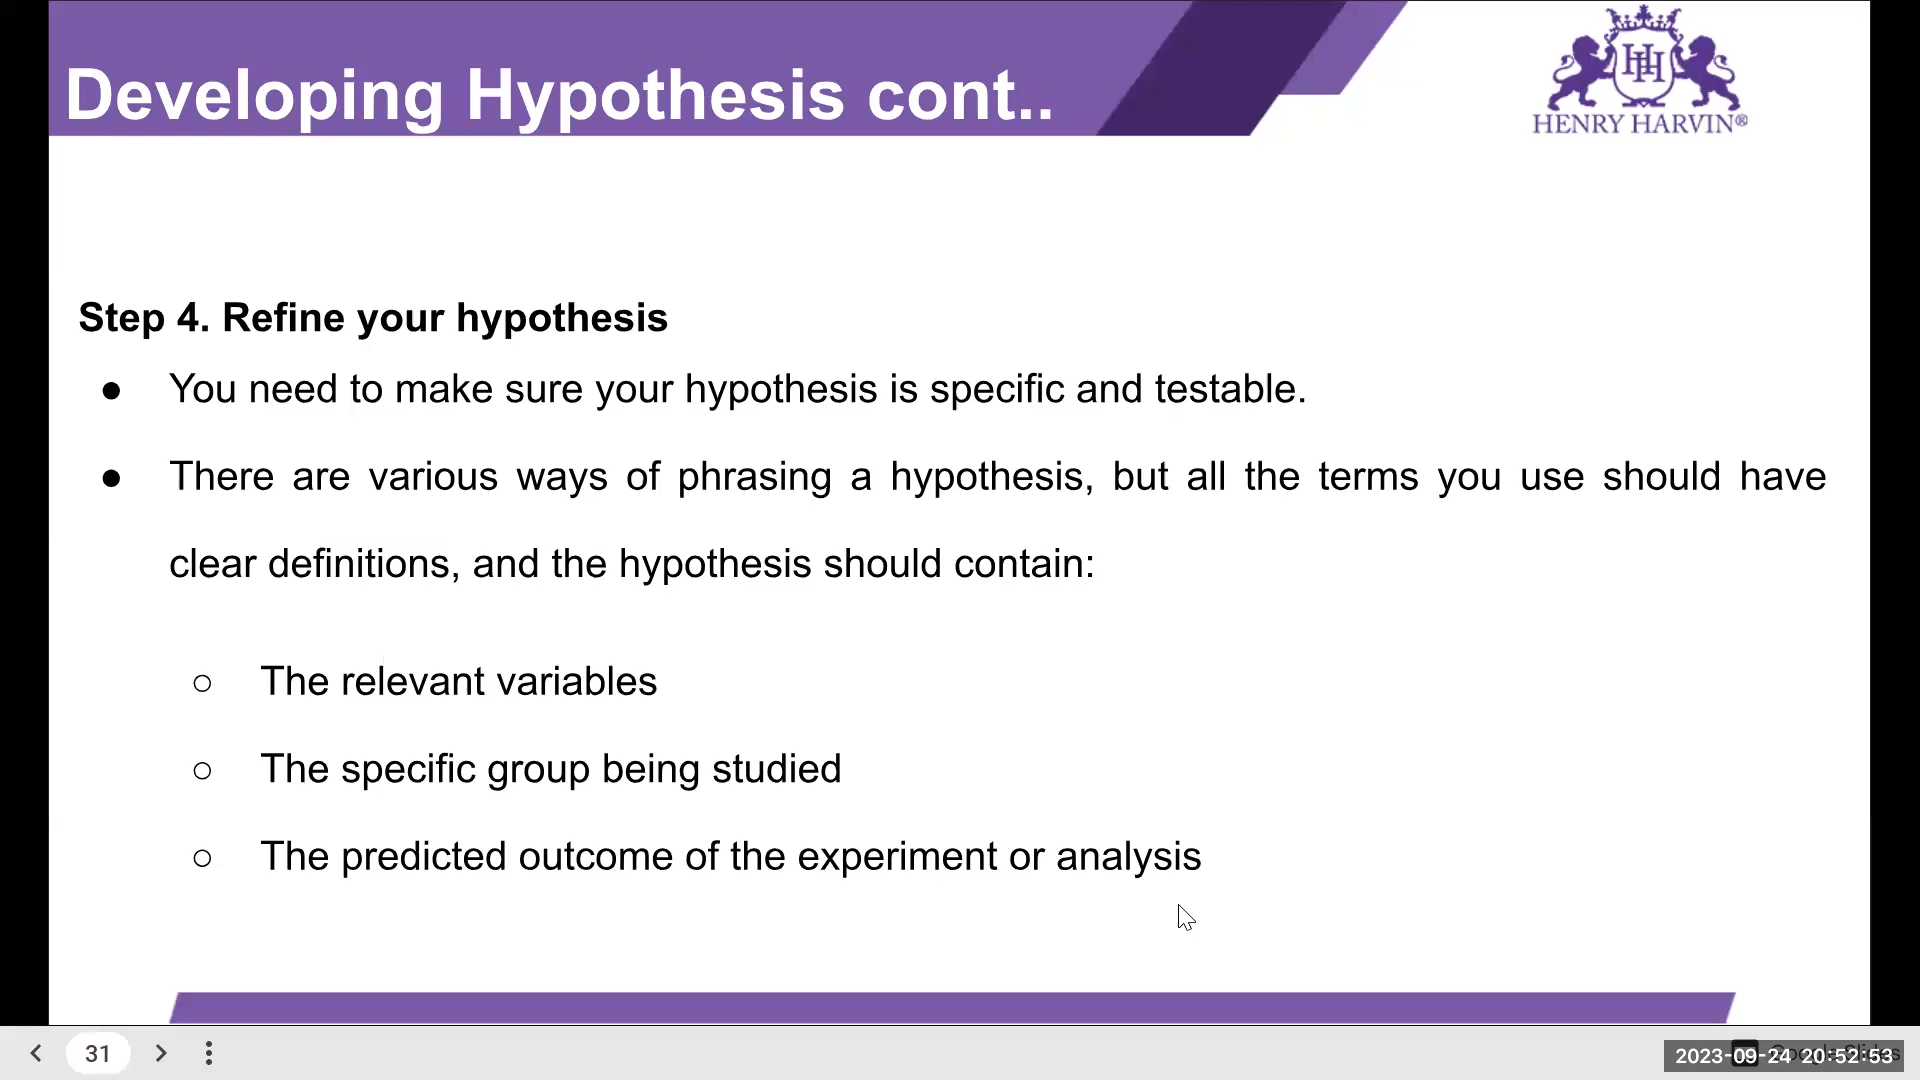 Developing Hypothesis cont..
HH
HENRY HARVIN®
Step 4. Refine your hypothesis
● You need to make sure your hypothesis is specific and testable.
● There are various ways of phrasing a hypothesis, but all the terms you use should have
clear definitions, and the hypothesis should contain:
○ The relevant variables
○ The specific group being studied
○ The predicted outcome of the experiment or analysis
31
2023-09-24 20:52:53